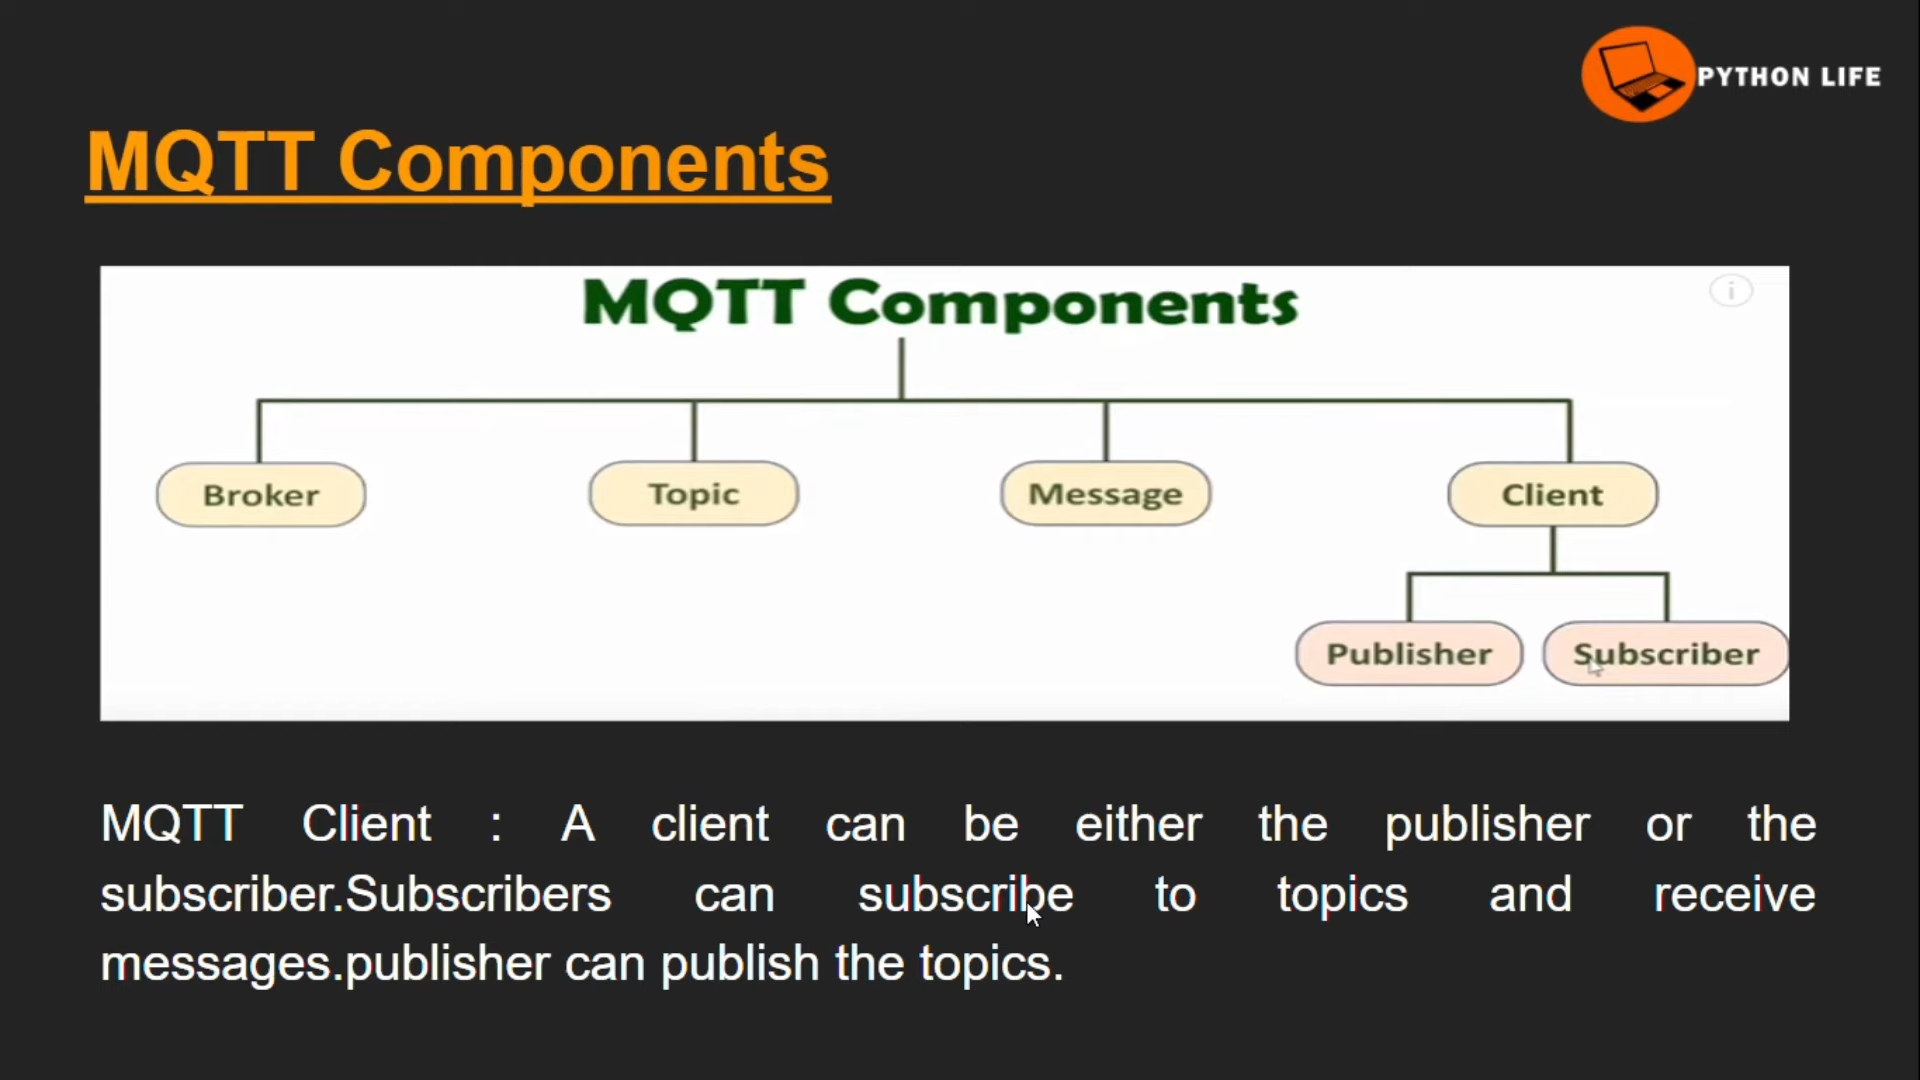 PYTHON LIFE
MQTT Components
MQTT Components
i
Broker
Topic
Message
Client
Publisher
Subscriber
MQTT Client : A client can be either the publisher or the
subscriber.Subscribers can subscribe to topics and receive
messages.publisher can publish the topics.